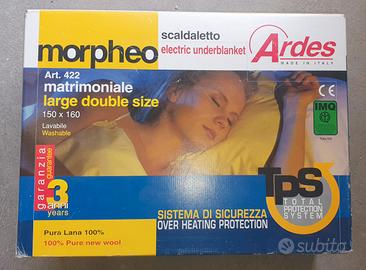 morpheo
scaldaletto
electric underblanket
Ardes
MADE IN ITALY
Art. 422
matrimoniale
large double size
150 x 160
Lavabile
Washable
CE
IMQ
garanzia
guarantee
3
anni
years
TPS
TOTAL
PROTECTION
SYSTEM
SISTEMA DI SICUREZZA
OVER HEATING PROTECTION
Pura Lana 100%
100% Pure new wool
subito